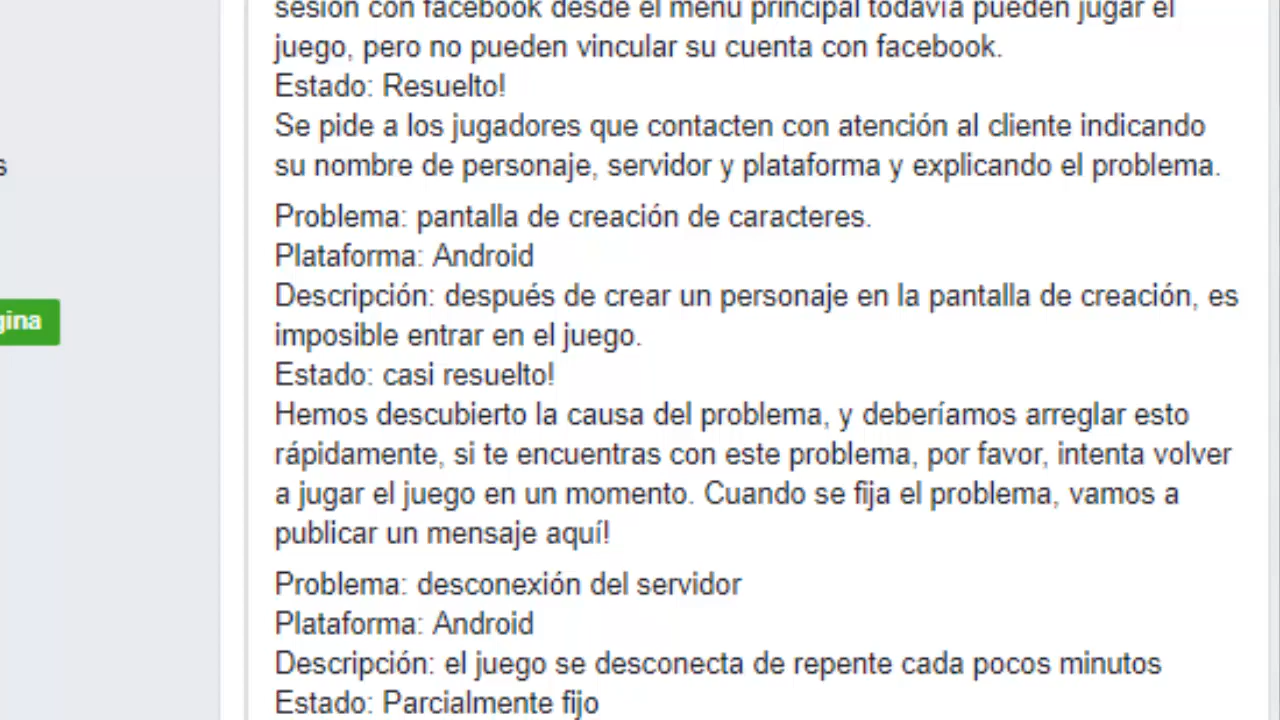 sesión con facebook desde el menú principal todavía pueden jugar el
juego, pero no pueden vincular su cuenta con facebook.
Estado: Resuelto!
Se pide a los jugadores que contacten con atención al cliente indicando
su nombre de personaje, servidor y plataforma y explicando el problema.
Problema: pantalla de creación de caracteres.
Plataforma: Android
Descripción: después de crear un personaje en la pantalla de creación, es
imposible entrar en el juego.
Estado: casi resuelto!
Hemos descubierto la causa del problema, y deberíamos arreglar esto
rápidamente, si te encuentras con este problema, por favor, intenta volver
a jugar el juego en un momento. Cuando se fija el problema, vamos a
publicar un mensaje aquí!
Problema: desconexión del servidor
Plataforma: Android
Descripción: el juego se desconecta de repente cada pocos minutos
Estado: Parcialmente fijo
s
gina